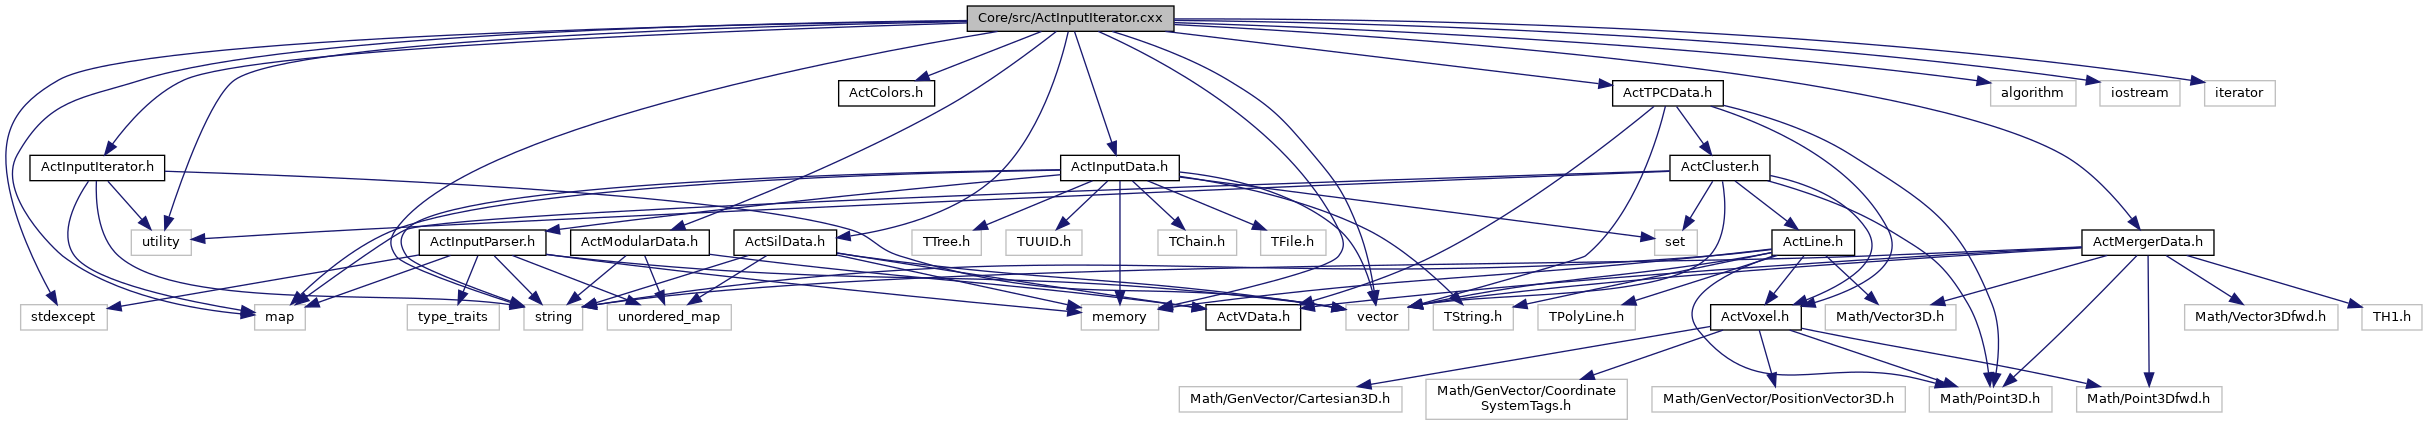 Core/src/ActInputIterator.cxx
ActColors.h
ActTPCData.h
algorithm
iostream
iterator
ActInputIterator.h
ActInputData.h
ActCluster.h
utility
ActInputParser.h
ActModularData.h
ActSilData.h
TTree.h
TUUID.h
TChain.h
TFile.h
set
ActLine.h
ActMergerData.h
stdexcept
map
type_traits
string
unordered_map
memory
ActVData.h
vector
TString.h
TPolyLine.h
ActVoxel.h
Math/Vector3D.h
Math/Vector3Dfwd.h
TH1.h
Math/GenVector/Cartesian3D.h
Math/GenVector/Coordinate
SystemTags.h
Math/GenVector/PositionVector3D.h
Math/Point3D.h
Math/Point3Dfwd.h